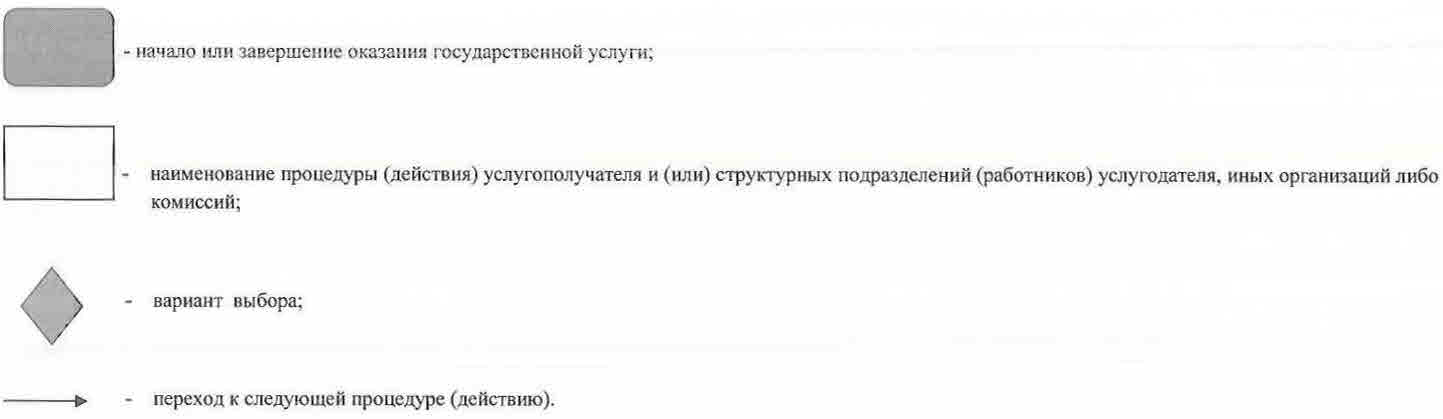 - начало или завершение оказания государственной услуги;
- наименование процедуры (действия) услугополучателя и (или) структурных подразделений (работников) услугодателя, иных организаций либо
комиссий;
- вариант выбора;
- переход к следующей процедуре (действию).